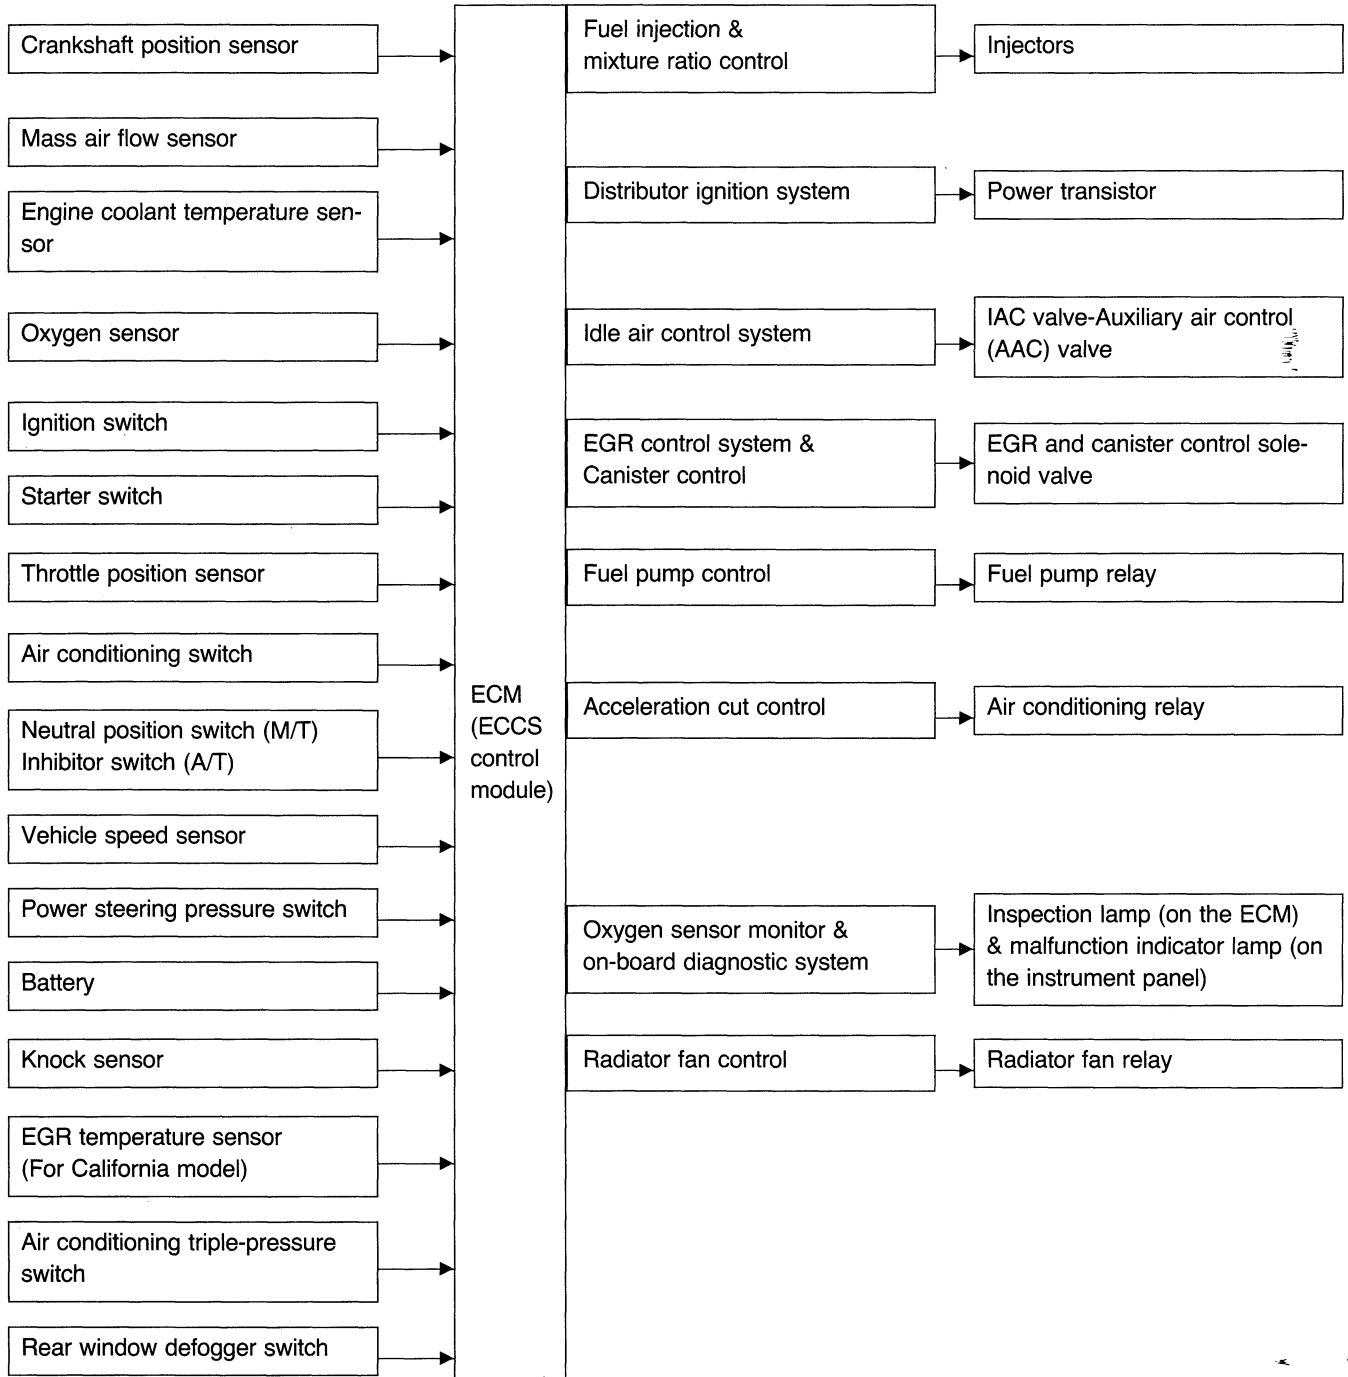 Crankshaft position sensor
Mass air flow sensor
Engine coolant temperature sen-
sor
Oxygen sensor
Ignition switch
Starter switch
Throttle position sensor
Air conditioning switch
Neutral position switch (M/T)
Inhibitor switch (A/T)
Vehicle speed sensor
Power steering pressure switch
Battery
Knock sensor
EGR temperature sensor
(For California model)
Air conditioning triple-pressure
switch
Rear window defogger switch
ECM
(ECCS
control
module)
Fuel injection &
mixture ratio control
Injectors
Distributor ignition system
Power transistor
Idle air control system
IAC valve-Auxiliary air control
(AAC) valve
EGR control system &
Canister control
EGR and canister control sole-
noid valve
Fuel pump control
Fuel pump relay
Acceleration cut control
Air conditioning relay
Oxygen sensor monitor &
on-board diagnostic system
Inspection lamp (on the ECM)
& malfunction indicator lamp (on
the instrument panel)
Radiator fan control
Radiator fan relay